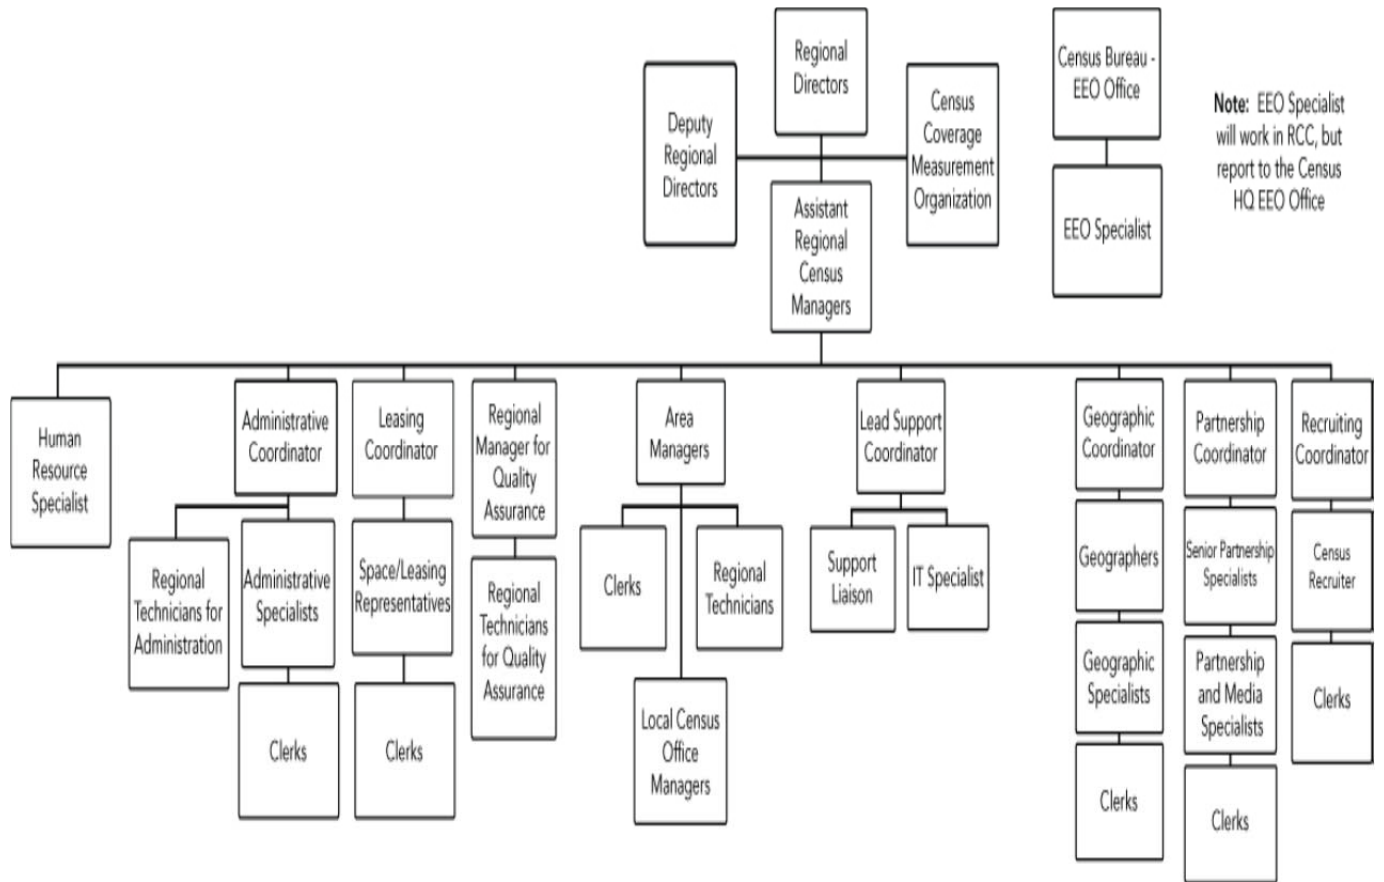 Regional
Directors
Census Bureau -
EEO Office
Note: EEO Specialist
will work in RCC, but
report to the Census
HQ EEO Office
Deputy
Regional
Directors
Census
Coverage
Measurement
Organization
Assistant
Regional
Census
Managers
EEO Specialist
Human
Resource
Specialist
Administrative
Coordinator
Leasing
Coordinator
Regional
Manager for
Quality
Assurance
Area
Managers
Lead Support
Coordinator
Geographic
Coordinator
Partnership
Coordinator
Recruiting
Coordinator
Regional
Technicians for
Administration
Administrative
Specialists
Space/Leasing
Representatives
Regional
Technicians
for Quality
Assurance
Clerks
Regional
Technicians
Support
Liaison
IT Specialist
Geographers
Senior Partnership
Specialists
Census
Recruiter
Clerks
Clerks
Local Census
Office
Managers
Geographic
Specialists
Partnership
and Media
Specialists
Clerks
Clerks
Clerks